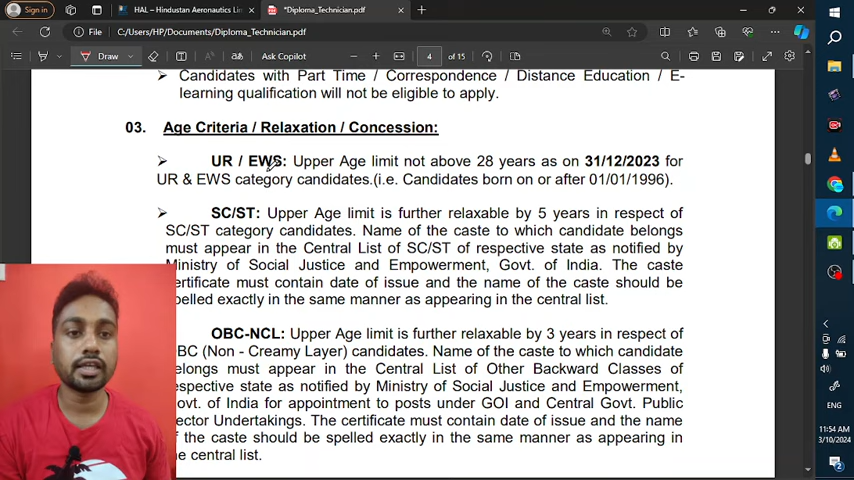 Sign in
HAL – Hindustan Aeronautics Lin
*Diploma_Technician.pdf
File
C:/Users/HP/Documents/Diploma_Technician.pdf
Draw
Ask Copilot
4 of 15
➢ Candidates with Part Time / Correspondence / Distance Education / E-
learning qualification will not be eligible to apply.
03. Age Criteria / Relaxation / Concession:
➢ UR / EWS: Upper Age limit not above 28 years as on 31/12/2023 for
UR & EWS category candidates.(i.e. Candidates born on or after 01/01/1996).
➢ SC/ST: Upper Age limit is further relaxable by 5 years in respect of
SC/ST category candidates. Name of the caste to which candidate belongs
must appear in the Central List of SC/ST of respective state as notified by
Ministry of Social Justice and Empowerment, Govt. of India. The caste
certificate must contain date of issue and the name of the caste should be
spelled exactly in the same manner as appearing in the central list.
OBC-NCL: Upper Age limit is further relaxable by 3 years in respect of
BC (Non - Creamy Layer) candidates. Name of the caste to which candidate
elongs must appear in the Central List of Other Backward Classes of
espective state as notified by Ministry of Social Justice and Empowerment,
ovt. of India for appointment to posts under GOI and Central Govt. Public
ector Undertakings. The certificate must contain date of issue and the name
f the caste should be spelled exactly in the same manner as appearing in
e central list.
ENG
11:54 AM
3/10/2024
2